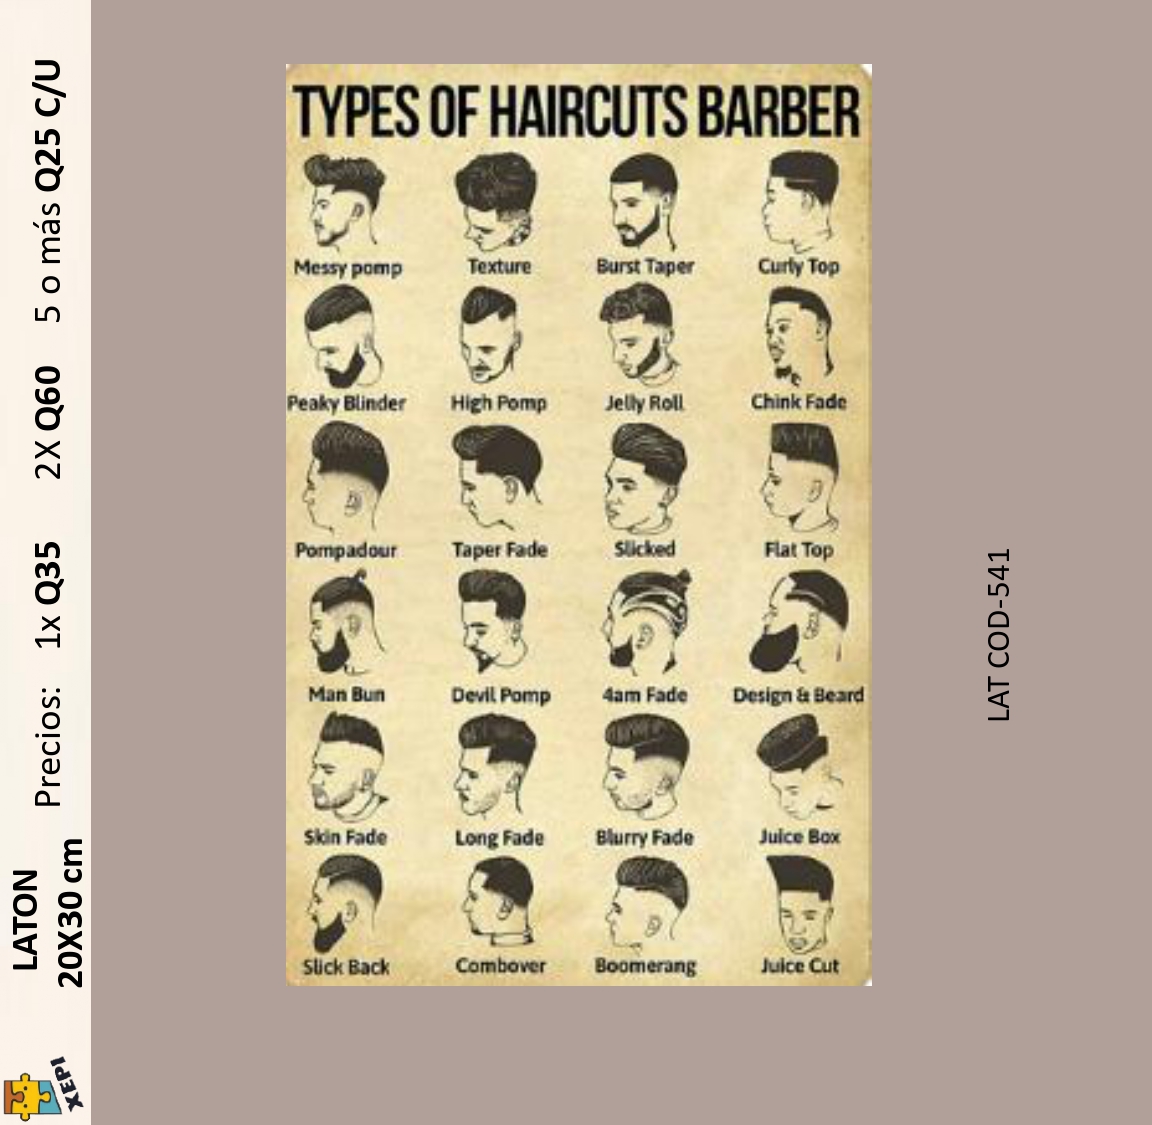 LATON
20X30 cm
Precios: 1x Q35 2X Q60 5 o más Q25 C/U
XEPI
TYPES OF HAIRCUTS BARBER
Messy pomp Texture Burst Taper Curly Top
Peaky Blinder High Pomp Jelly Roll Chink Fade
Pompadour Taper Fade Slicked Flat Top
Man Bun Devil Pomp 4am Fade Design & Beard
Skin Fade Long Fade Blurry Fade Juice Box
Slick Back Combover Boomerang Juice Cut
LAT COD-541